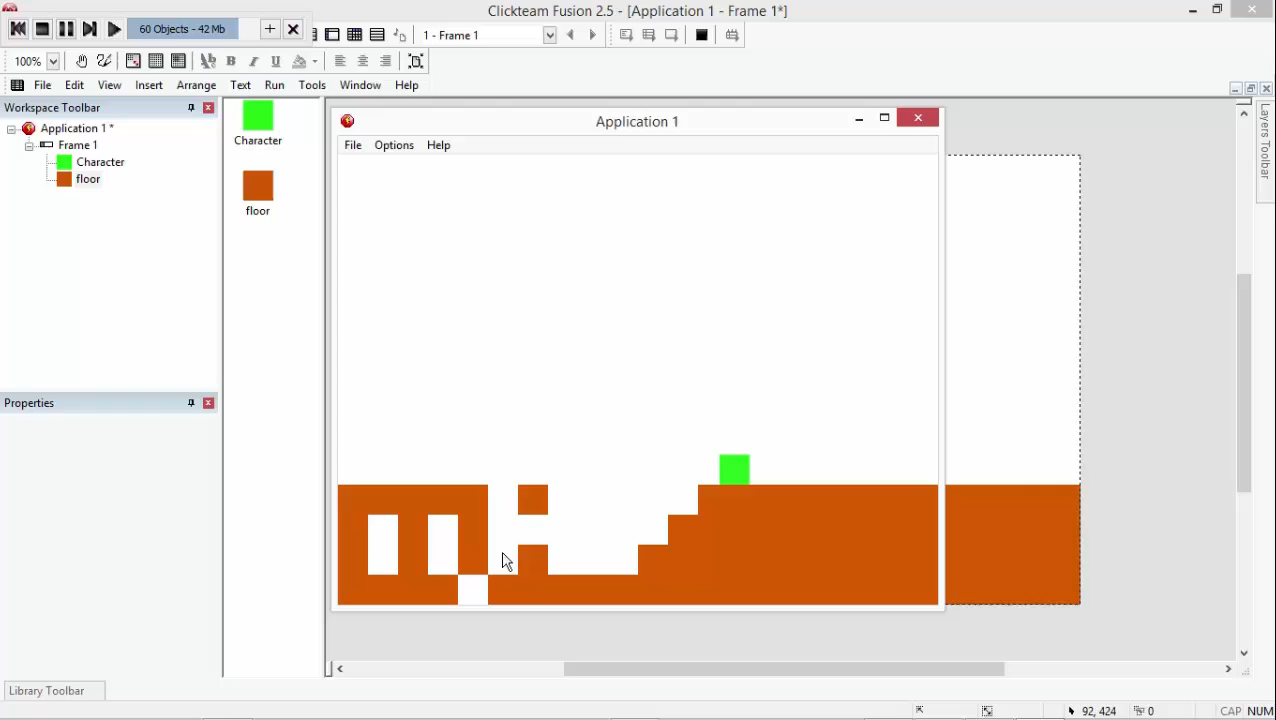 Clickteam Fusion 2.5 - [Application 1 - Frame 1*]
60 Objects - 42 Mb
1 - Frame 1
100%
B I U A
File Edit View Insert Arrange Text Run Tools Window Help
Workspace Toolbar
Application 1 *
Frame 1
Character
floor
Properties
Library Toolbar
Character
floor
Application 1
File Options Help
Layers Toolbar
92, 424
0
CAP NUM